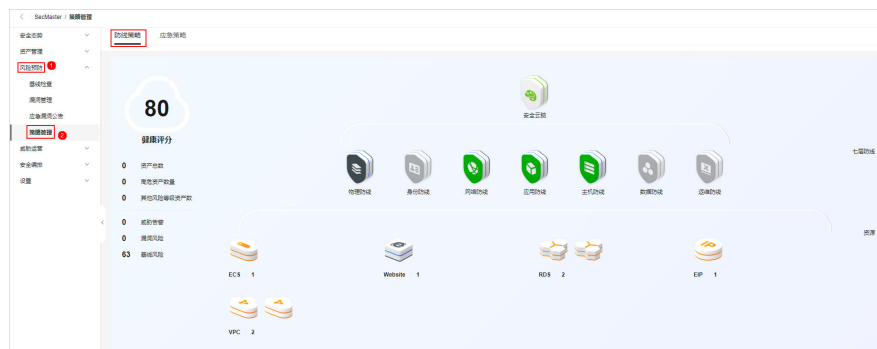 SecMaster / 策略管理
安全态势
资产管理
风险预防 1
基线检查
漏洞管理
应急漏洞公告
策略管理 2
威胁运营
安全编排
设置
防线策略 应急策略
80
健康评分
0 资产总数
0 高危资产数量
0 其他风险等级资产数
0 威胁告警
0 漏洞风险
63 基线风险
安全云脑
七层防线
物理防线 身份防线 网络防线 应用防线 主机防线 数据防线 运维防线
资源
ECS 1 Website 1 RDS 2 EIP 1
VPC 2